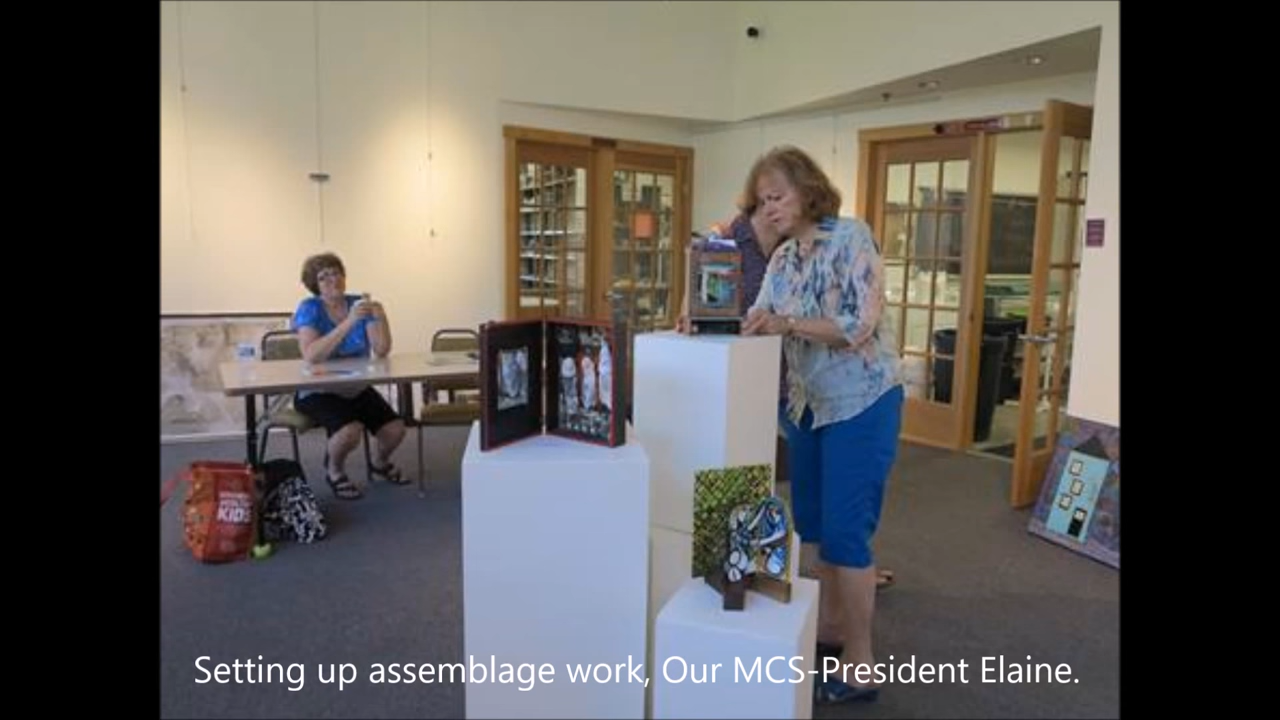 KIDS
Setting up assemblage work, Our MCS-President Elaine.